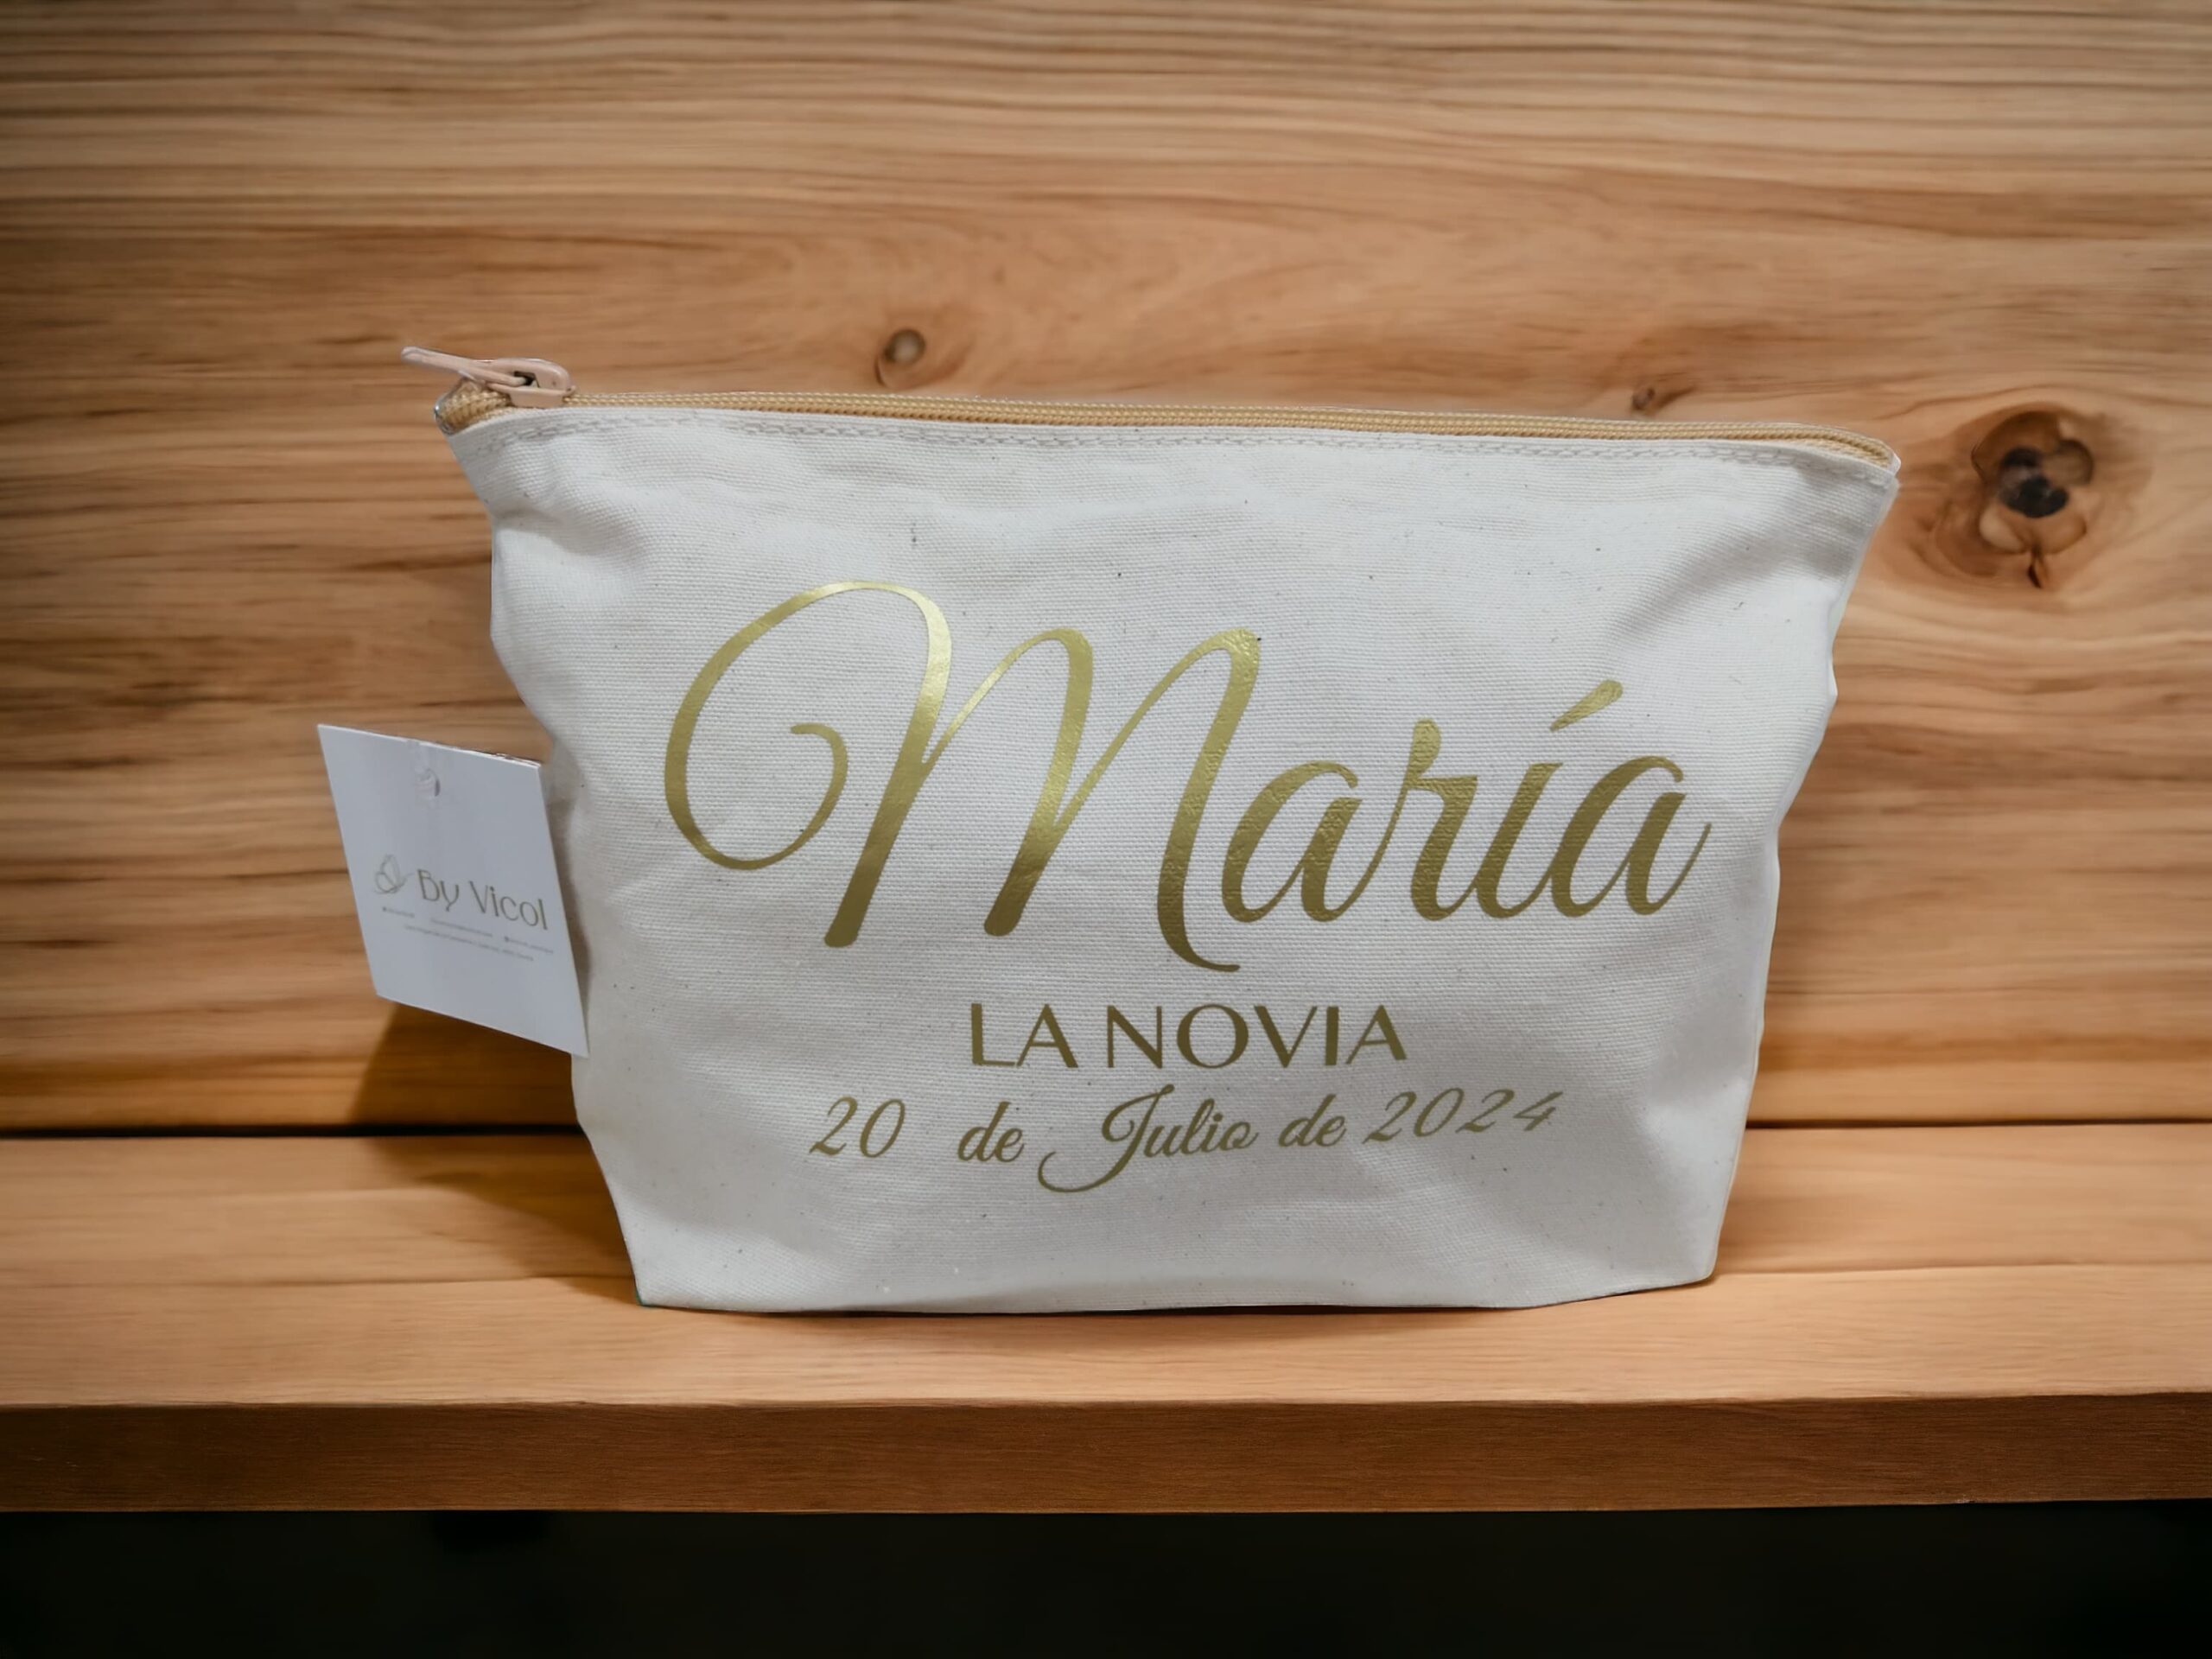 María
LA NOVIA
20 de Julio de 2024
By Vicol